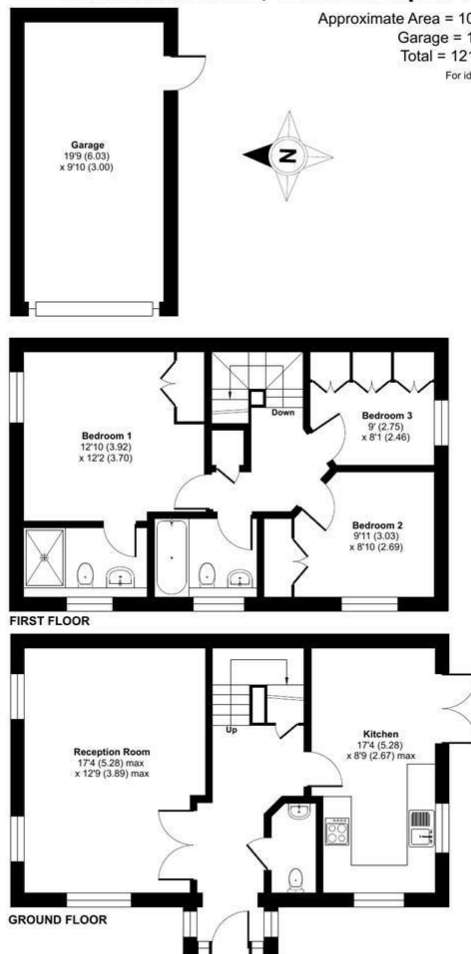 Approximate Area = 10
Garage = 1
Total = 121
For id
Garage
19'9 (6.03)
x 9'10 (3.00)
N
Bedroom 1
12'10 (3.92)
x 12'2 (3.70)
Down
Bedroom 3
9' (2.75)
x 8'1 (2.46)
Bedroom 2
9'11 (3.03)
x 8'10 (2.69)
FIRST FLOOR
Reception Room
17'4 (5.28) max
x 12'9 (3.89) max
Up
Kitchen
17'4 (5.28)
x 8'9 (2.67) max
GROUND FLOOR